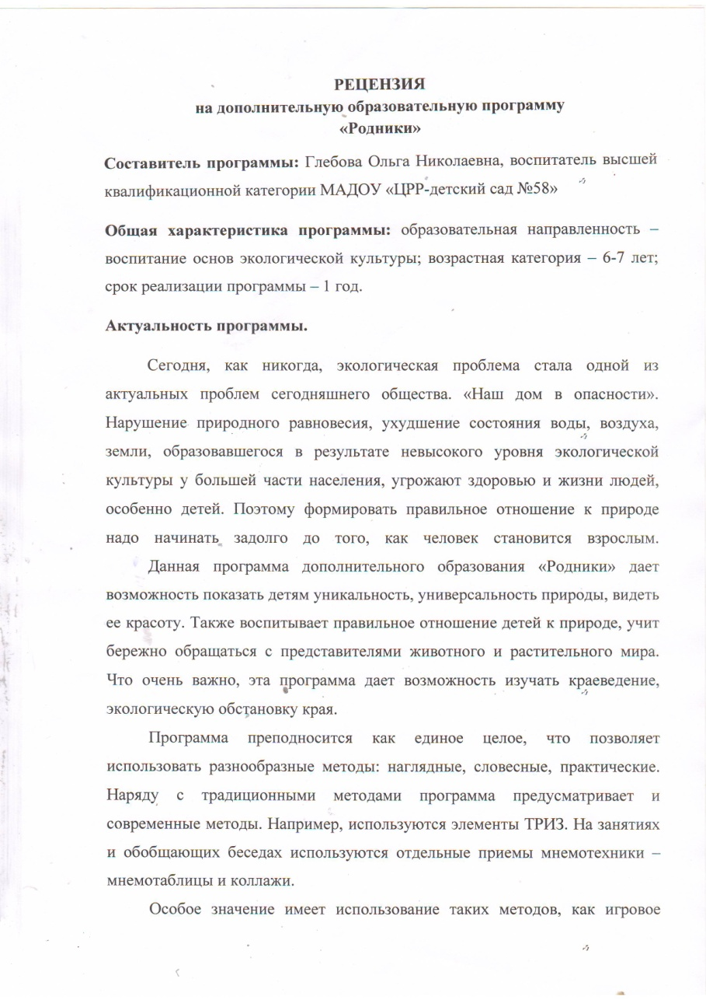 РЕЦЕНЗИЯ
на дополнительную образовательную программу
«Родники»
Составитель программы: Глебова Ольга Николаевна, воспитатель высшей
квалификационной категории МАДОУ «ЦРР-детский сад №58»
Общая характеристика программы: образовательная направленность –
воспитание основ экологической культуры; возрастная категория – 6-7 лет;
срок реализации программы – 1 год.
Актуальность программы.
Сегодня, как никогда, экологическая проблема стала одной из
актуальных проблем сегодняшнего общества. «Наш дом в опасности».
Нарушение природного равновесия, ухудшение состояния воды, воздуха,
земли, образовавшегося в результате невысокого уровня экологической
культуры у большей части населения, угрожают здоровью и жизни людей,
особенно детей. Поэтому формировать правильное отношение к природе
надо начинать задолго до того, как человек становится взрослым.
Данная программа дополнительного образования «Родники» дает
возможность показать детям уникальность, универсальность природы, видеть
ее красоту. Также воспитывает правильное отношение детей к природе, учит
бережно обращаться с представителями животного и растительного мира.
Что очень важно, эта программа дает возможность изучать краеведение,
экологическую обстановку края.
Программа преподносится как единое целое, что позволяет
использовать разнообразные методы: наглядные, словесные, практические.
Наряду с традиционными методами программа предусматривает и
современные методы. Например, используются элементы ТРИЗ. На занятиях
и обобщающих беседах используются отдельные приемы мнемотехники –
мнемотаблицы и коллажи.
Особое значение имеет использование таких методов, как игровое